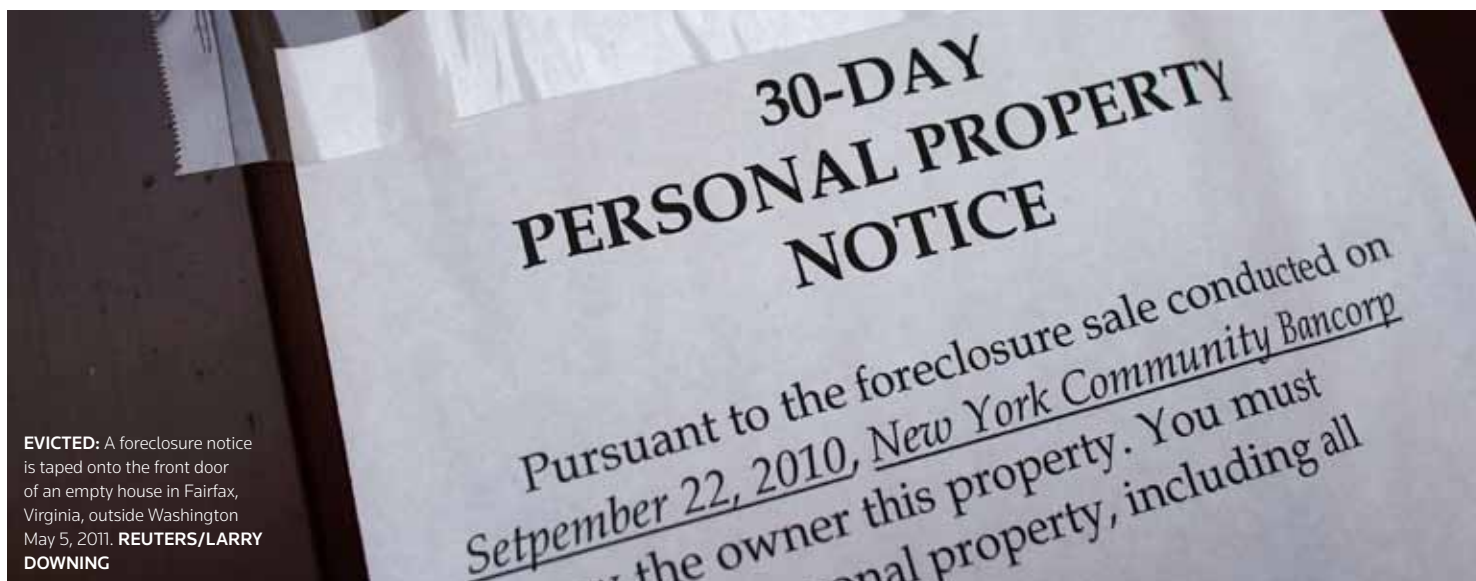 30-DAY
PERSONAL PROPERTY
NOTICE
Pursuant to the foreclosure sale conducted on
Setpember 22, 2010, New York Community Bancorp
the owner this property. You must
property, including all
EVICTED: A foreclosure notice
is taped onto the front door
of an empty house in Fairfax,
Virginia, outside Washington
May 5, 2011. REUTERS/LARRY
DOWNING